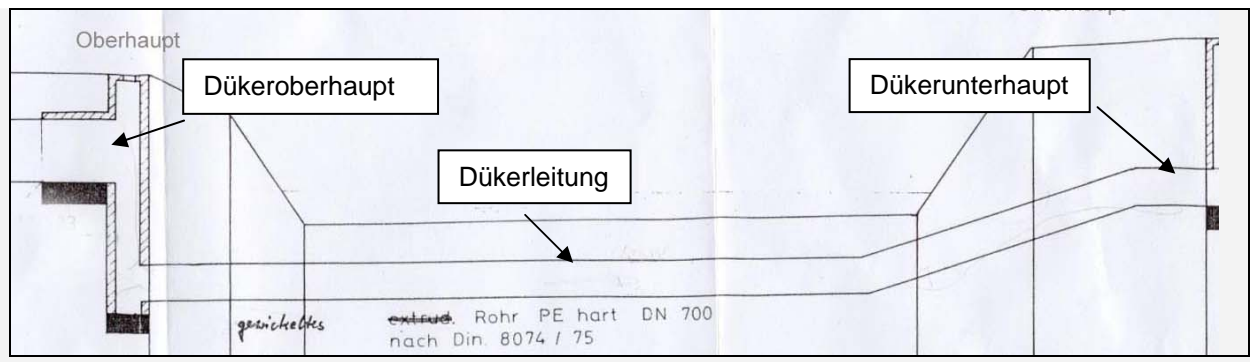 Oberhaupt
Dükeroberhaupt
Dükerunterhaupt
Dükerleitung
gewickeltes extrud. Rohr PE hart DN 700
nach Din. 8074 / 75